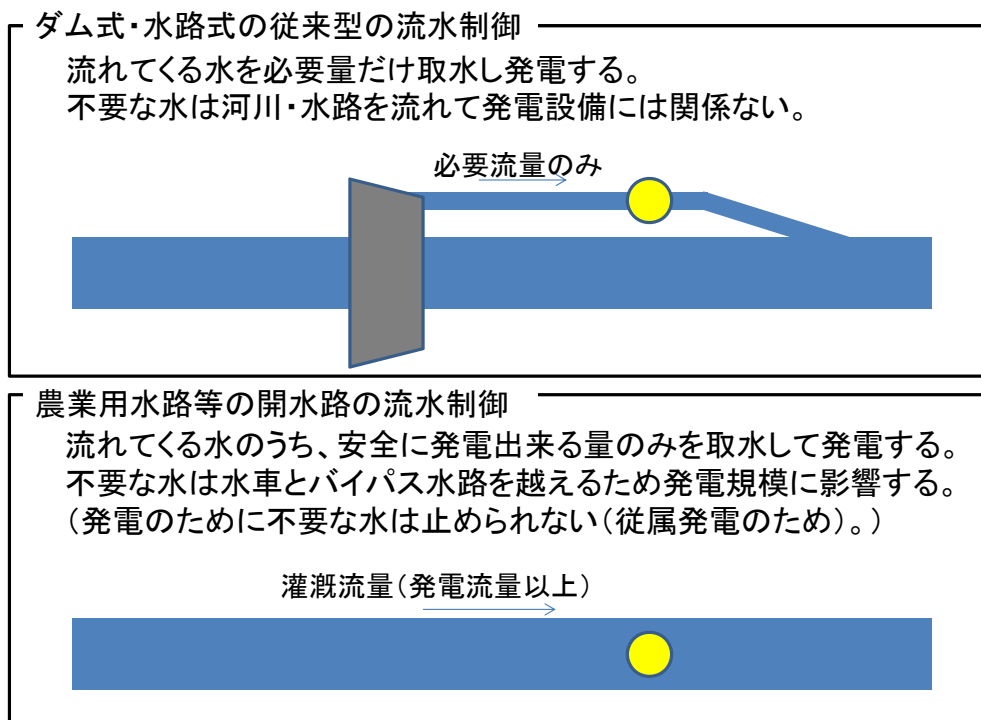 ダム式・水路式の従来型の流水制御
流れてくる水を必要量だけ取水し発電する。
不要な水は河川・水路を流れて発電設備には関係ない。
必要流量のみ
農業用水路等の開水路の流水制御
流れてくる水のうち、安全に発電出来る量のみを取水して発電する。
不要な水は水車とバイパス水路を越えるため発電規模に影響する。
（発電のために不要な水は止められない（従属発電のため）。）
灌漑流量（発電流量以上）